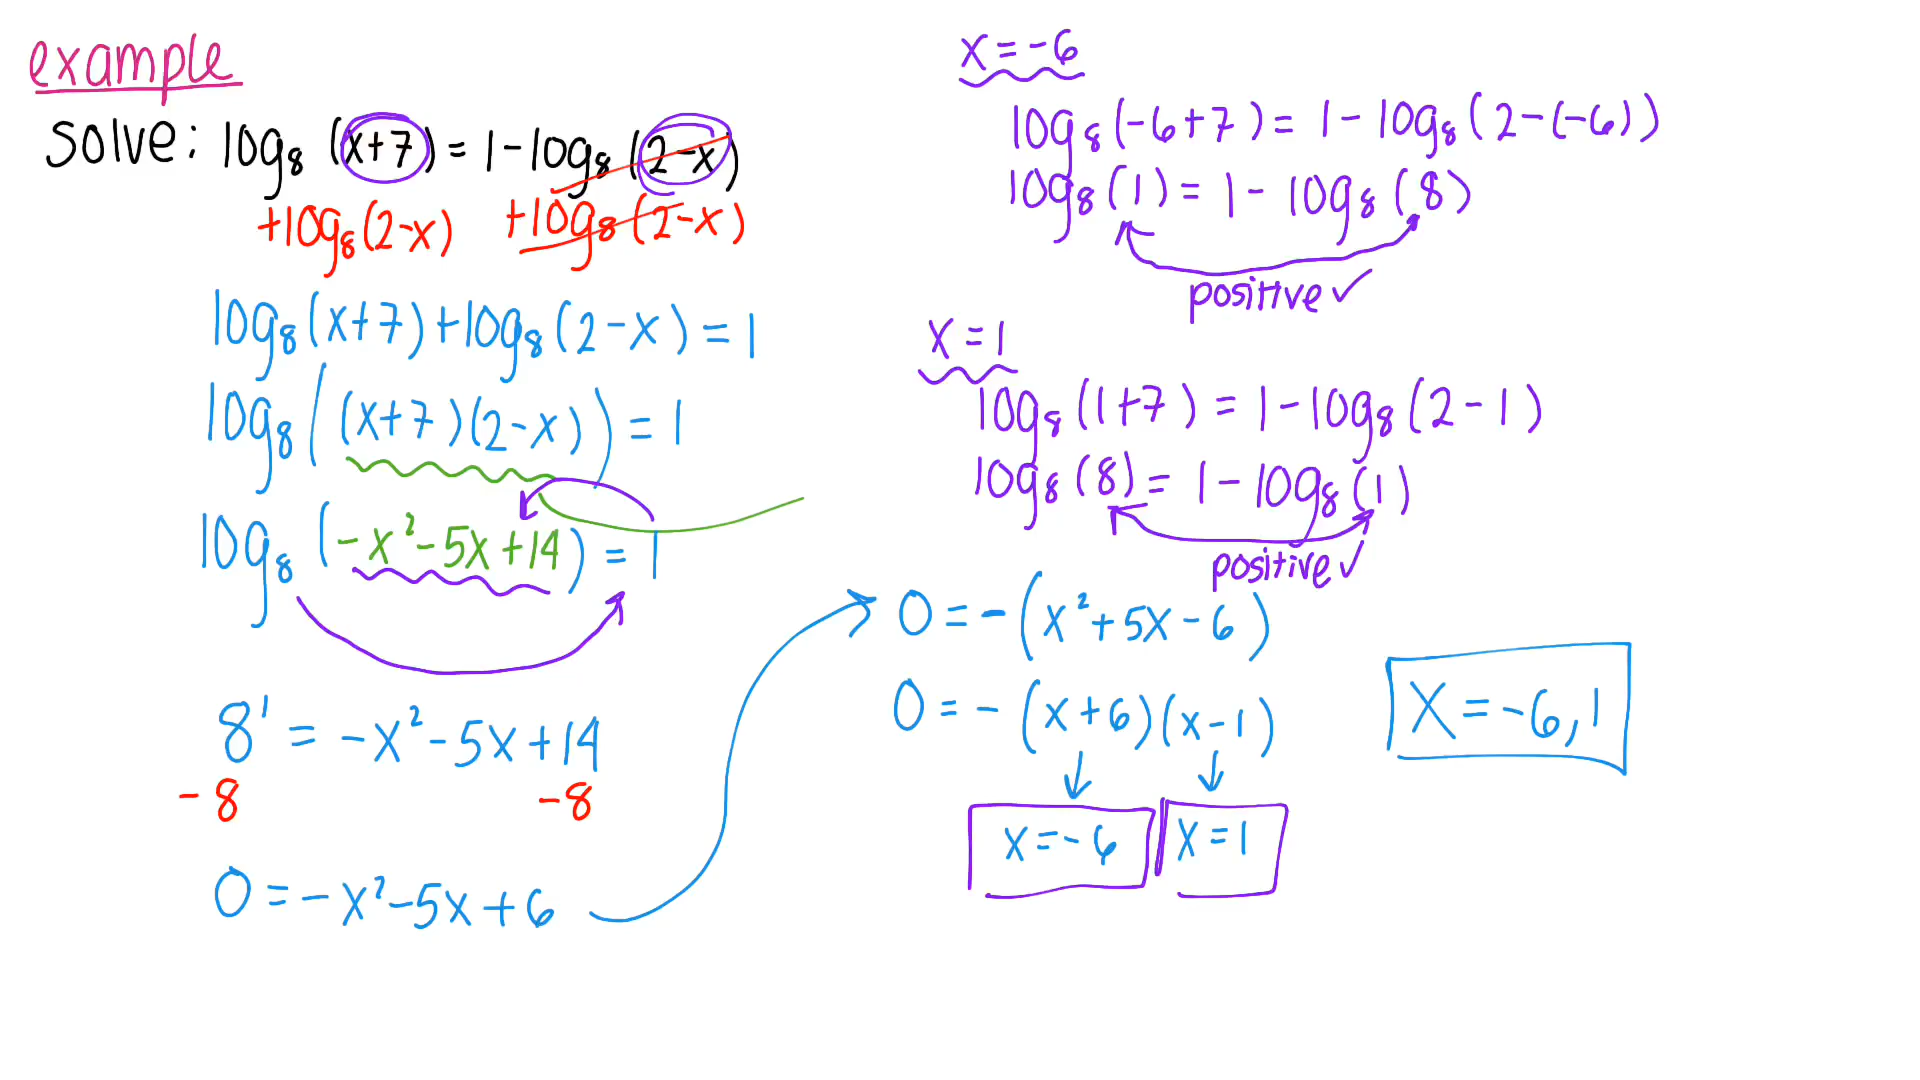 example
solve: log₈ (x+7) = 1 - log₈ (2-x)
+log₈(2-x) +log₈(2-x)
log₈(x+7)+log₈(2-x) = 1
log₈((x+7)(2-x)) = 1
log₈(-x²-5x+14) = 1
8¹ = -x²-5x+14
-8 -8
0 = -x²-5x+6
x = -6
log₈(-6+7) = 1 - log₈(2-(-6))
log₈(1) = 1 - log₈(8)
positive ✓
x = 1
log₈(1+7) = 1 - log₈(2-1)
log₈(8) = 1 - log₈(1)
positive ✓
0 = -(x²+5x-6)
0 = -(x+6)(x-1)
x = -6 x = 1
x = -6, 1